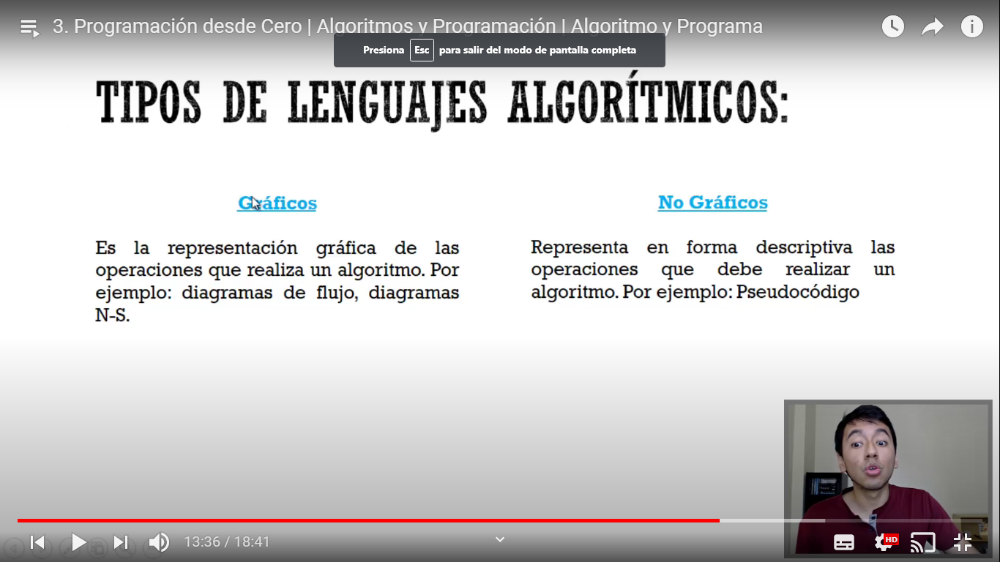 3. Programación desde Cero | Algoritmos y Programación | Algoritmo y Programa
Presiona Esc para salir del modo de pantalla completa
TIPOS DE LENGUAJES ALGORÍTMICOS:
Gráficos
Es la representación gráfica de las
operaciones que realiza un algoritmo. Por
ejemplo: diagramas de flujo, diagramas
N-S.
No Gráficos
Representa en forma descriptiva las
operaciones que debe realizar un
algoritmo. Por ejemplo: Pseudocódigo
13:36 / 18:41
HD